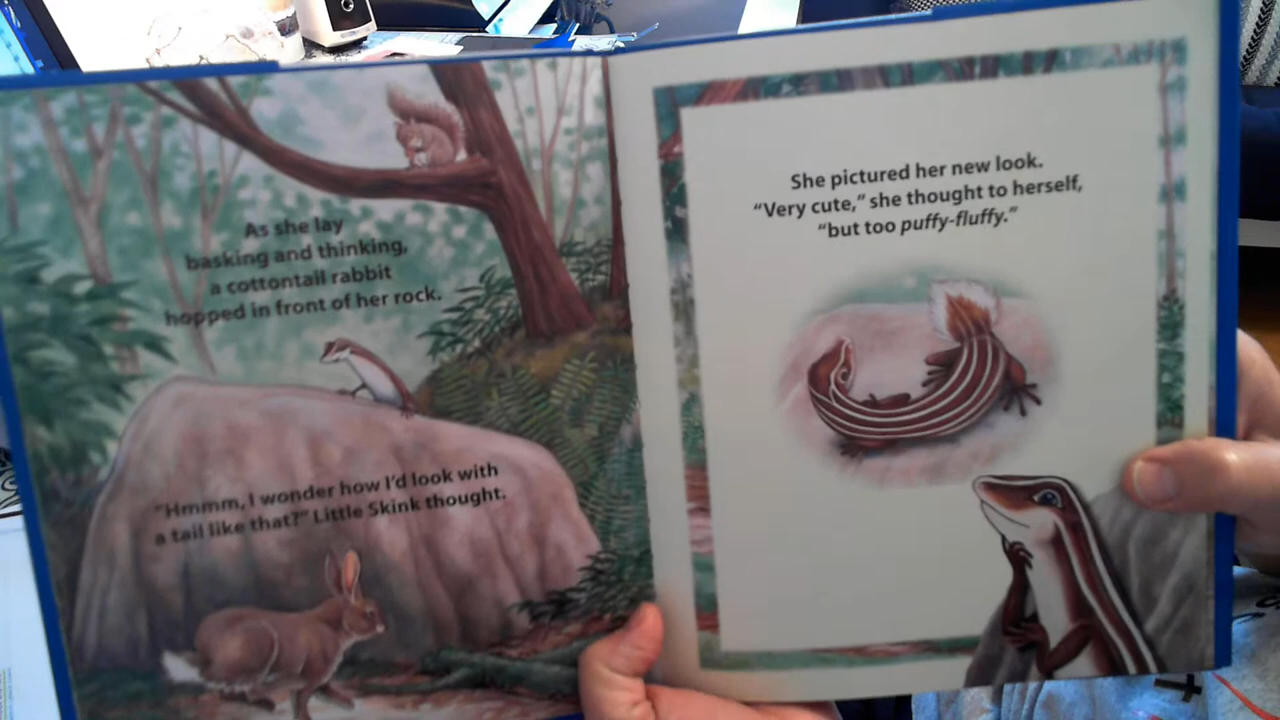 As she lay
basking and thinking,
a cottontail rabbit
hopped in front of her rock.
"Hmmm, I wonder how I'd look with
a tail like that?" Little Skink thought.
She pictured her new look.
"Very cute," she thought to herself,
"but too puffy-fluffy."